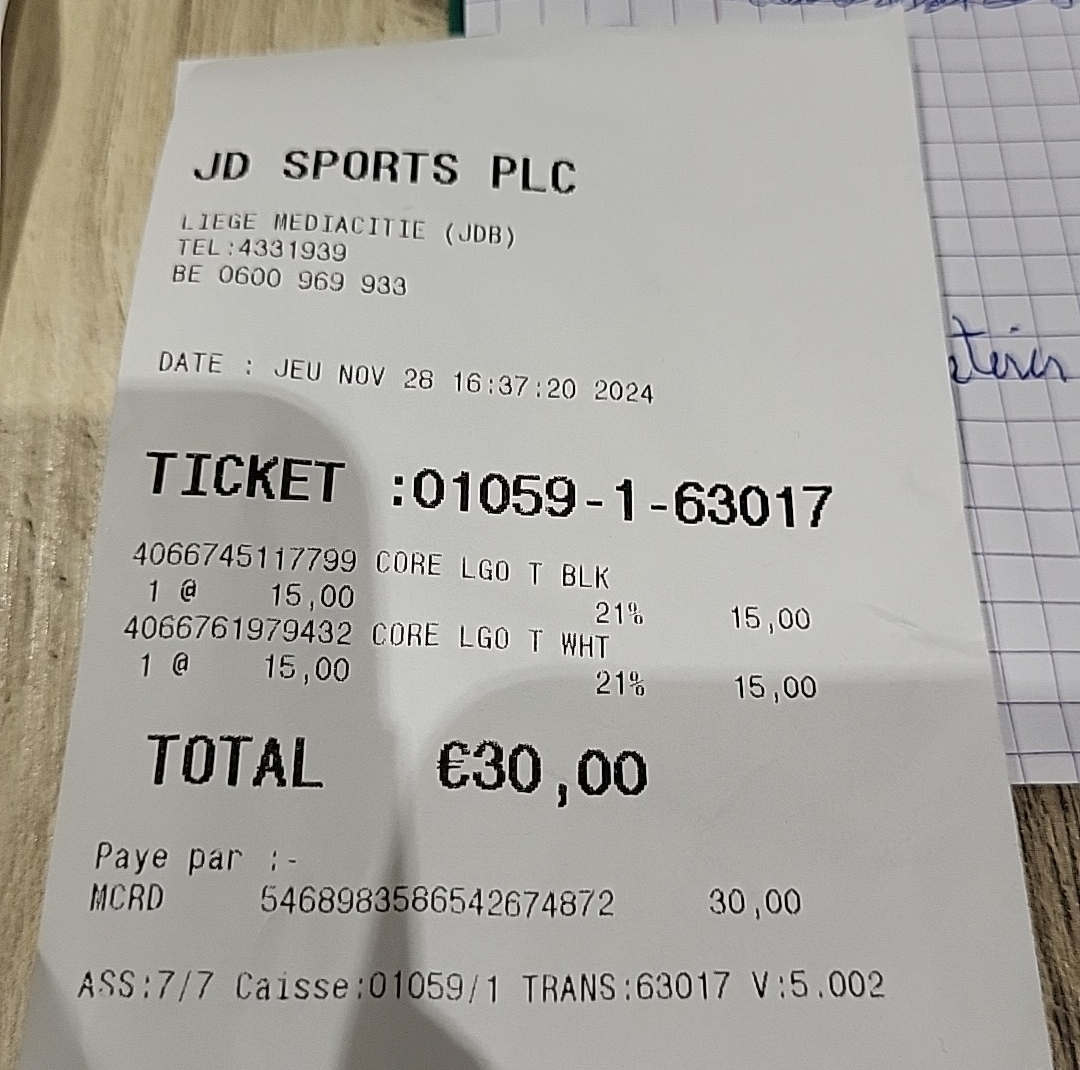 JD SPORTS PLC
LIEGE MEDIACITIE (JDB)
TEL:4331939
BE 0600 969 933
DATE : JEU NOV 28 16:37:20 2024
TICKET :01059-1-63017
4066745117799 CORE LGO T BLK
1 @ 15,00 21% 15,00
4066761979432 CORE LGO T WHT
1 @ 15,00 21% 15,00
TOTAL €30,00
Paye par :-
MCRD 5468983586542674872 30,00
ASS:7/7 Caisse:01059/1 TRANS:63017 V:5.002